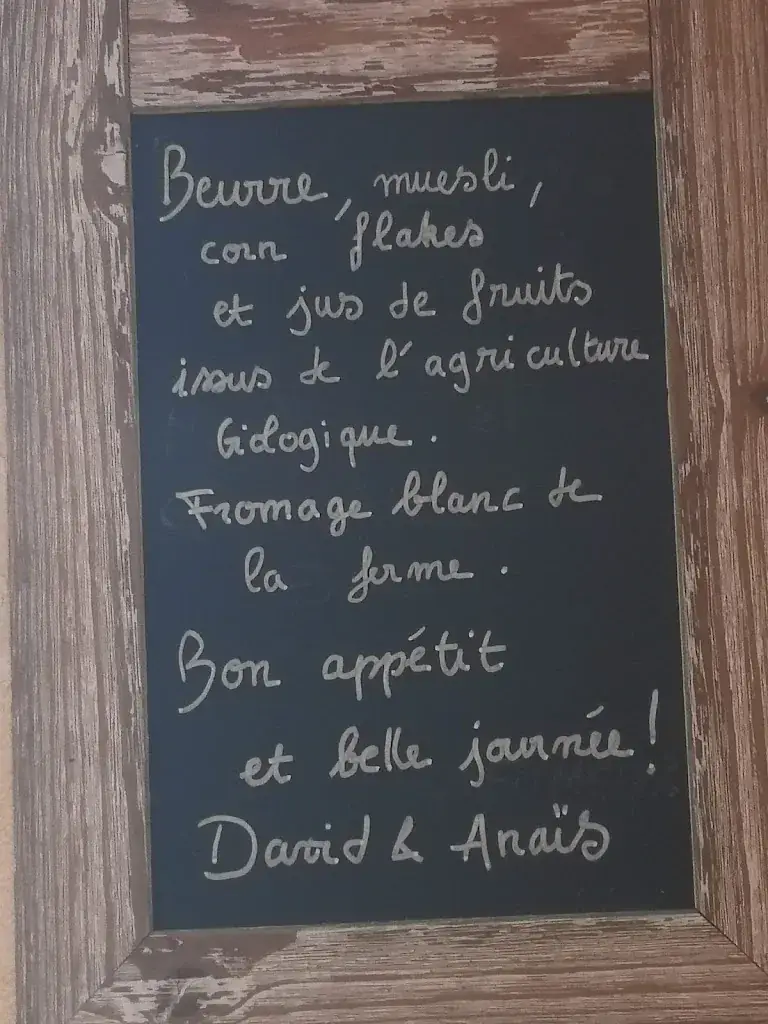 Beurre, muesli,
corn flakes
et jus de fruits
issus de l'agriculture
biologique.
Fromage blanc de
la ferme.
Bon appétit
et belle journée!
David & Anaïs